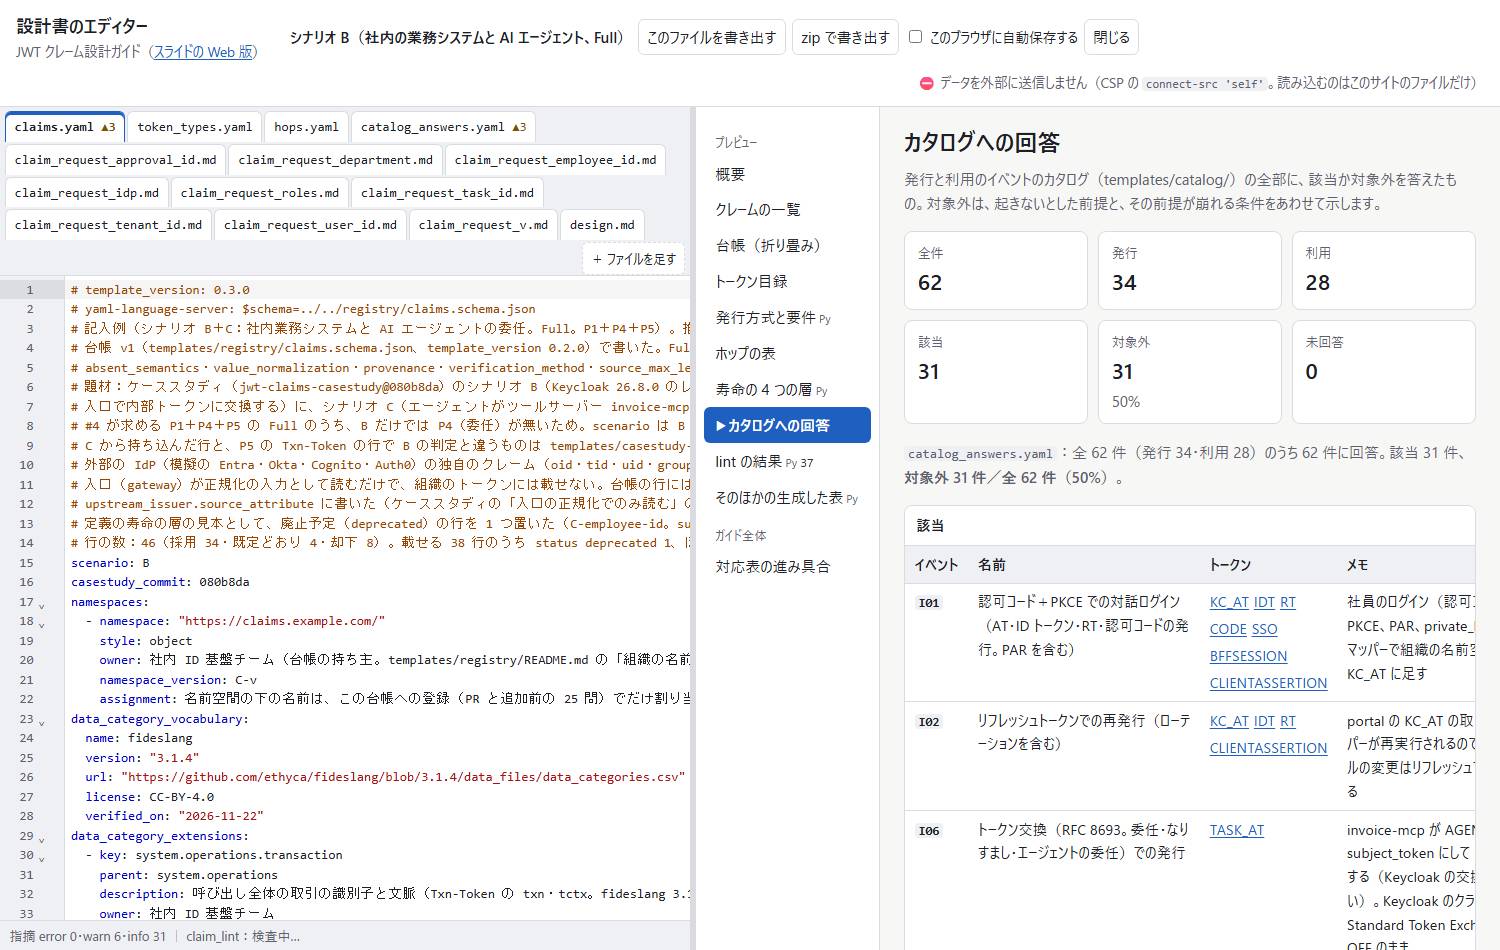 設計書のエディター
JWT クレーム設計ガイド（スライドの Web 版）
シナリオ B（社内の業務システムと AI エージェント、Full）
このファイルを書き出す
zip で書き出す
このブラウザに自動保存する
閉じる
データを外部に送信しません（CSP の connect-src 'self'。読み込むのはこのサイトのファイルだけ）
claims.yaml ▲3
token_types.yaml
hops.yaml
catalog_answers.yaml ▲3
claim_request_approval_id.md
claim_request_department.md
claim_request_employee_id.md
claim_request_idp.md
claim_request_roles.md
claim_request_task_id.md
claim_request_tenant_id.md
claim_request_user_id.md
claim_request_v.md
design.md
＋ ファイルを足す
1 # template_version: 0.3.0
2 # yaml-language-server: $schema=../../registry/claims.schema.json
3 # 記入例（シナリオ B＋C：社内業務システムと AI エージェントの委任。Full。P1＋P4＋P5）。推
4 # 台帳 v1（templates/registry/claims.schema.json、template_version 0.2.0）で書いた。Ful
5 # absent_semantics・value_normalization・provenance・verification_method・source_max_le
6 # 題材：ケーススタディ（jwt-claims-casestudy@080b8da）のシナリオ B（Keycloak 26.8.0 のレ
7 # 入口で内部トークンに交換する）に、シナリオ C（エージェントがツールサーバー invoice-mcp
8 # #4 が求める P1＋P4＋P5 の Full のうち、B だけでは P4（委任）が無いため。scenario は B
9 # C から持ち込んだ行と、P5 の Txn-Token の行で B の判定と違うものは templates/casestudy-
10 # 外部の IdP（模擬の Entra・Okta・Cognito・Auth0）の独自のクレーム（oid・tid・uid・group
11 # 入口（gateway）が正規化の入力として読むだけで、組織のトークンには載せない。台帳の行には
12 # upstream_issuer.source_attribute に書いた（ケーススタディの「入口の正規化でのみ読む」の
13 # 定義の寿命の層の見本として、廃止予定（deprecated）の行を 1 つ置いた（C-employee-id。su
14 # 行の数：46（採用 34・既定どおり 4・却下 8）。載せる 38 行のうち status deprecated 1、ほ
15 scenario: B
16 casestudy_commit: 080b8da
17 namespaces:
18 - namespace: "https://claims.example.com/"
19 style: object
20 owner: 社内 ID 基盤チーム（台帳の持ち主。templates/registry/README.md の「組織の名前
21 namespace_version: C-v
22 assignment: 名前空間の下の名前は、この台帳への登録（PR と追加前の 25 問）でだけ割り当
23 data_category_vocabulary:
24 name: fideslang
25 version: "3.1.4"
26 url: "https://github.com/ethyca/fideslang/blob/3.1.4/data_files/data_categories.csv"
27 license: CC-BY-4.0
28 verified_on: "2026-11-22"
29 data_category_extensions:
30 - key: system.operations.transaction
31 parent: system.operations
32 description: 呼び出し全体の取引の識別子と文脈（Txn-Token の txn・tctx。fideslang 3.1
33 owner: 社内 ID 基盤チーム
指摘 error 0・warn 6・info 31
claim_lint：検査中…
プレビュー
概要
クレームの一覧
台帳（折り畳み）
トークン目録
発行方式と要件 Py
ホップの表
寿命の 4 つの層 Py
▶カタログへの回答
lint の結果 Py 37
そのほかの生成した表 Py
ガイド全体
対応表の進み具合
カタログへの回答
発行と利用のイベントのカタログ（templates/catalog/）の全部に、該当か対象外を答えたもの。対象外は、起きないとした前提と、その前提が崩れる条件をあわせて示します。
全件
62
発行
34
利用
28
該当
31
対象外
31
50%
未回答
0
catalog_answers.yaml：全 62 件（発行 34・利用 28）のうち 62 件に回答。該当 31 件、
対象外 31 件／全 62 件（50%）。
該当
イベント 名前 トークン メモ
I01
認可コード＋PKCE での対話ログイン
（AT・ID トークン・RT・認可コードの発
行。PAR を含む）
KC_AT IDT RT
CODE SSO
BFFSESSION
CLIENTASSERTION
社員のログイン（認可コ
PKCE、PAR、private_
マッパーで組織の名前空
KC_AT に足す
I02
リフレッシュトークンでの再発行（ローテ
ーションを含む）
KC_AT IDT RT
CLIENTASSERTION
portal の KC_AT の取
パーが再実行されるので
ルの変更はリフレッシュ
る
I06
トークン交換（RFC 8693。委任・なり
すまし・エージェントの委任）での発行
TASK_AT
invoice-mcp が AGEN
subject_token にして
する（Keycloak の交換
い）。Keycloak のクラ
Standard Token Exch
OFF のまま